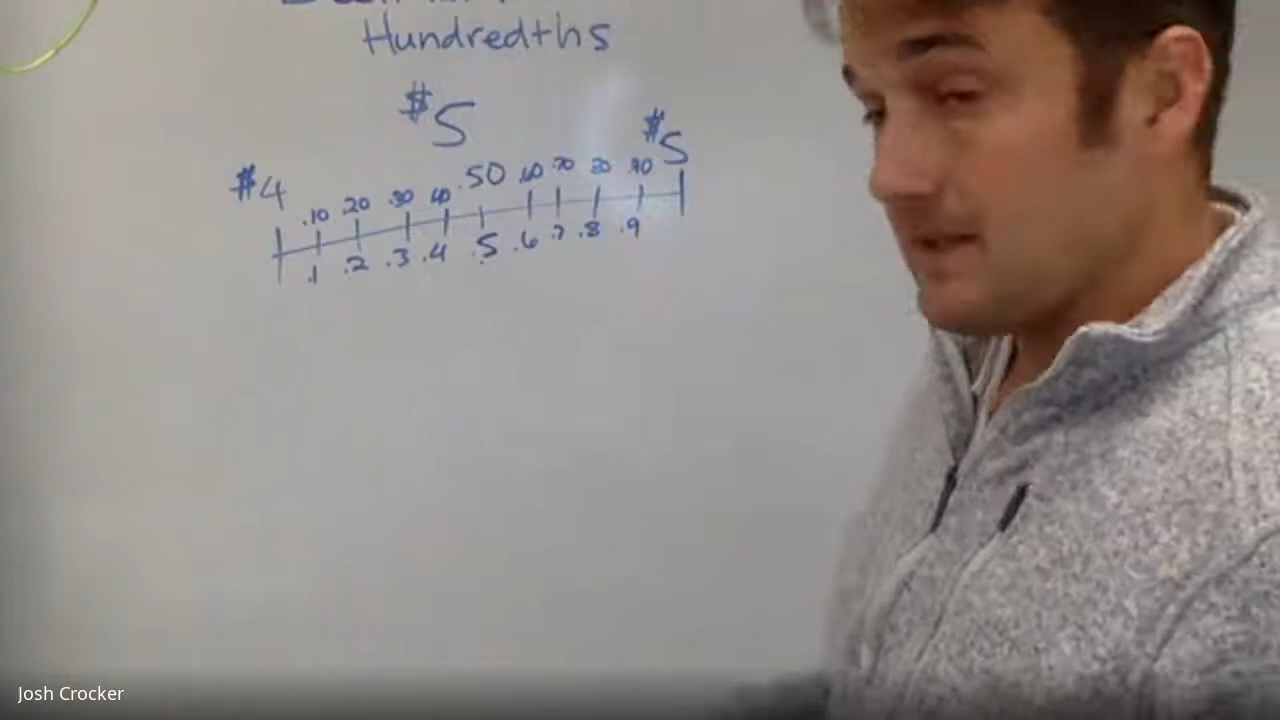 Hundredths
$5
$4 $5
.10 .20 .30 40 .50 .60 .70 80 .90
.1 .2 .3 .4 .5 .6 .7 .8 .9
Josh Crocker